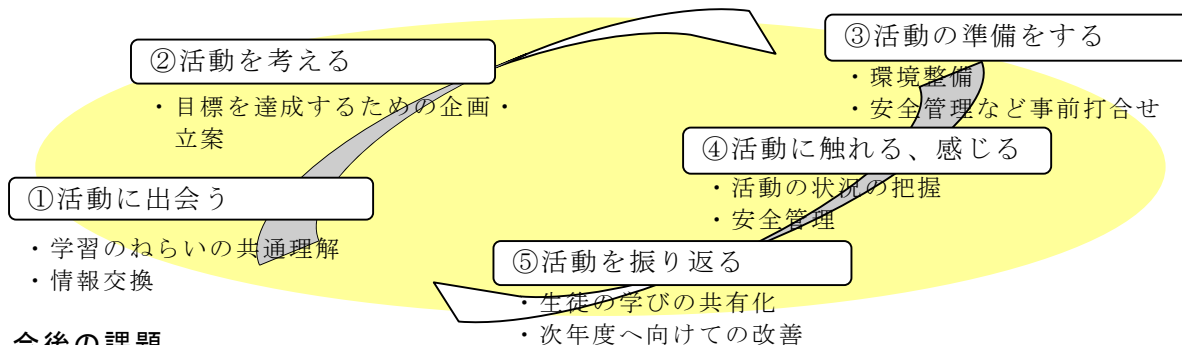 ①活動に出会う
・学習のねらいの共通理解
・情報交換
②活動を考える
・目標を達成するための企画・
立案
③活動の準備をする
・環境整備
・安全管理など事前打合せ
④活動に触れる、感じる
・活動の状況の把握
・安全管理
⑤活動を振り返る
・生徒の学びの共有化
・次年度へ向けての改善
今後の課題